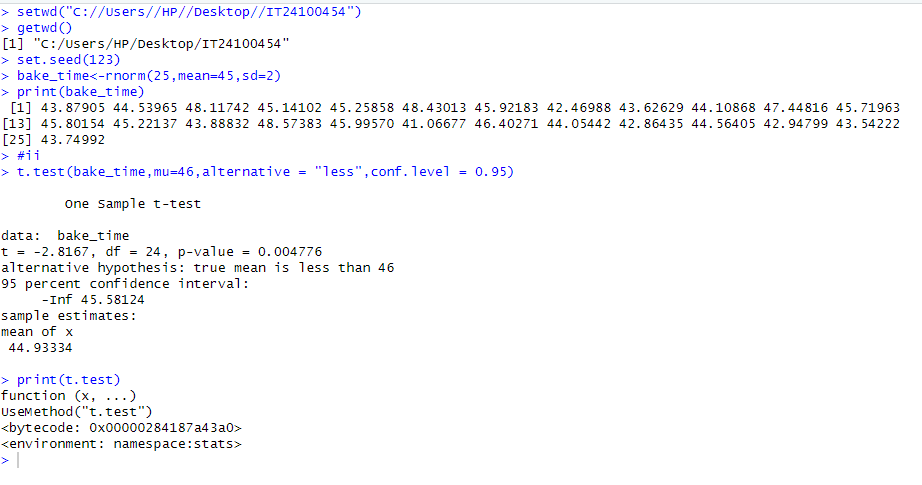 > setwd("C://Users//HP//Desktop//IT24100454")
> getwd()
[1] "C:/Users/HP/Desktop/IT24100454"
> set.seed(123)
> bake_time<-rnorm(25,mean=45,sd=2)
> print(bake_time)
 [1] 43.87905 44.53965 48.11742 45.14102 45.25858 48.43013 45.92183 42.46988 43.62629 44.10868 47.44816 45.71963
[13] 45.80154 45.22137 43.88832 48.57383 45.99570 41.06677 46.40271 44.05442 42.86435 44.56405 42.94799 43.54222
[25] 43.74992
> #ii
> t.test(bake_time,mu=46,alternative = "less",conf.level = 0.95)
        One Sample t-test
data:  bake_time
t = -2.8167, df = 24, p-value = 0.004776
alternative hypothesis: true mean is less than 46
95 percent confidence interval:
     -Inf 45.58124
sample estimates:
mean of x
 44.93334
> print(t.test)
function (x, ...)
UseMethod("t.test")
<bytecode: 0x00000284187a43a0>
<environment: namespace:stats>
>